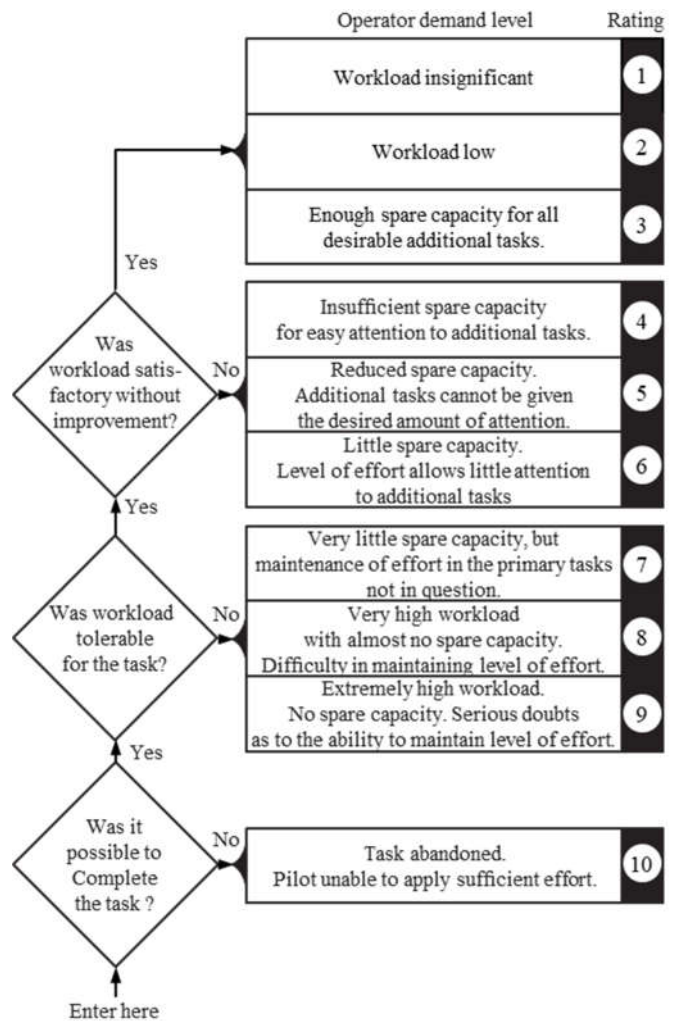 Operator demand level
Rating
Workload insignificant
1
Workload low
2
Enough spare capacity for all
desirable additional tasks.
3
Yes
Was
workload satis-
factory without
improvement?
No
Insufficient spare capacity
for easy attention to additional tasks.
4
Reduced spare capacity.
Additional tasks cannot be given
the desired amount of attention.
5
Little spare capacity.
Level of effort allows little attention
to additional tasks
6
Yes
Was workload
tolerable
for the task?
No
Very little spare capacity, but
maintenance of effort in the primary tasks
not in question.
7
Very high workload
with almost no spare capacity.
Difficulty in maintaining level of effort.
8
Extremely high workload.
No spare capacity. Serious doubts
as to the ability to maintain level of effort.
9
Yes
Was it
possible to
Complete
the task ?
No
Task abandoned.
Pilot unable to apply sufficient effort.
10
Enter here